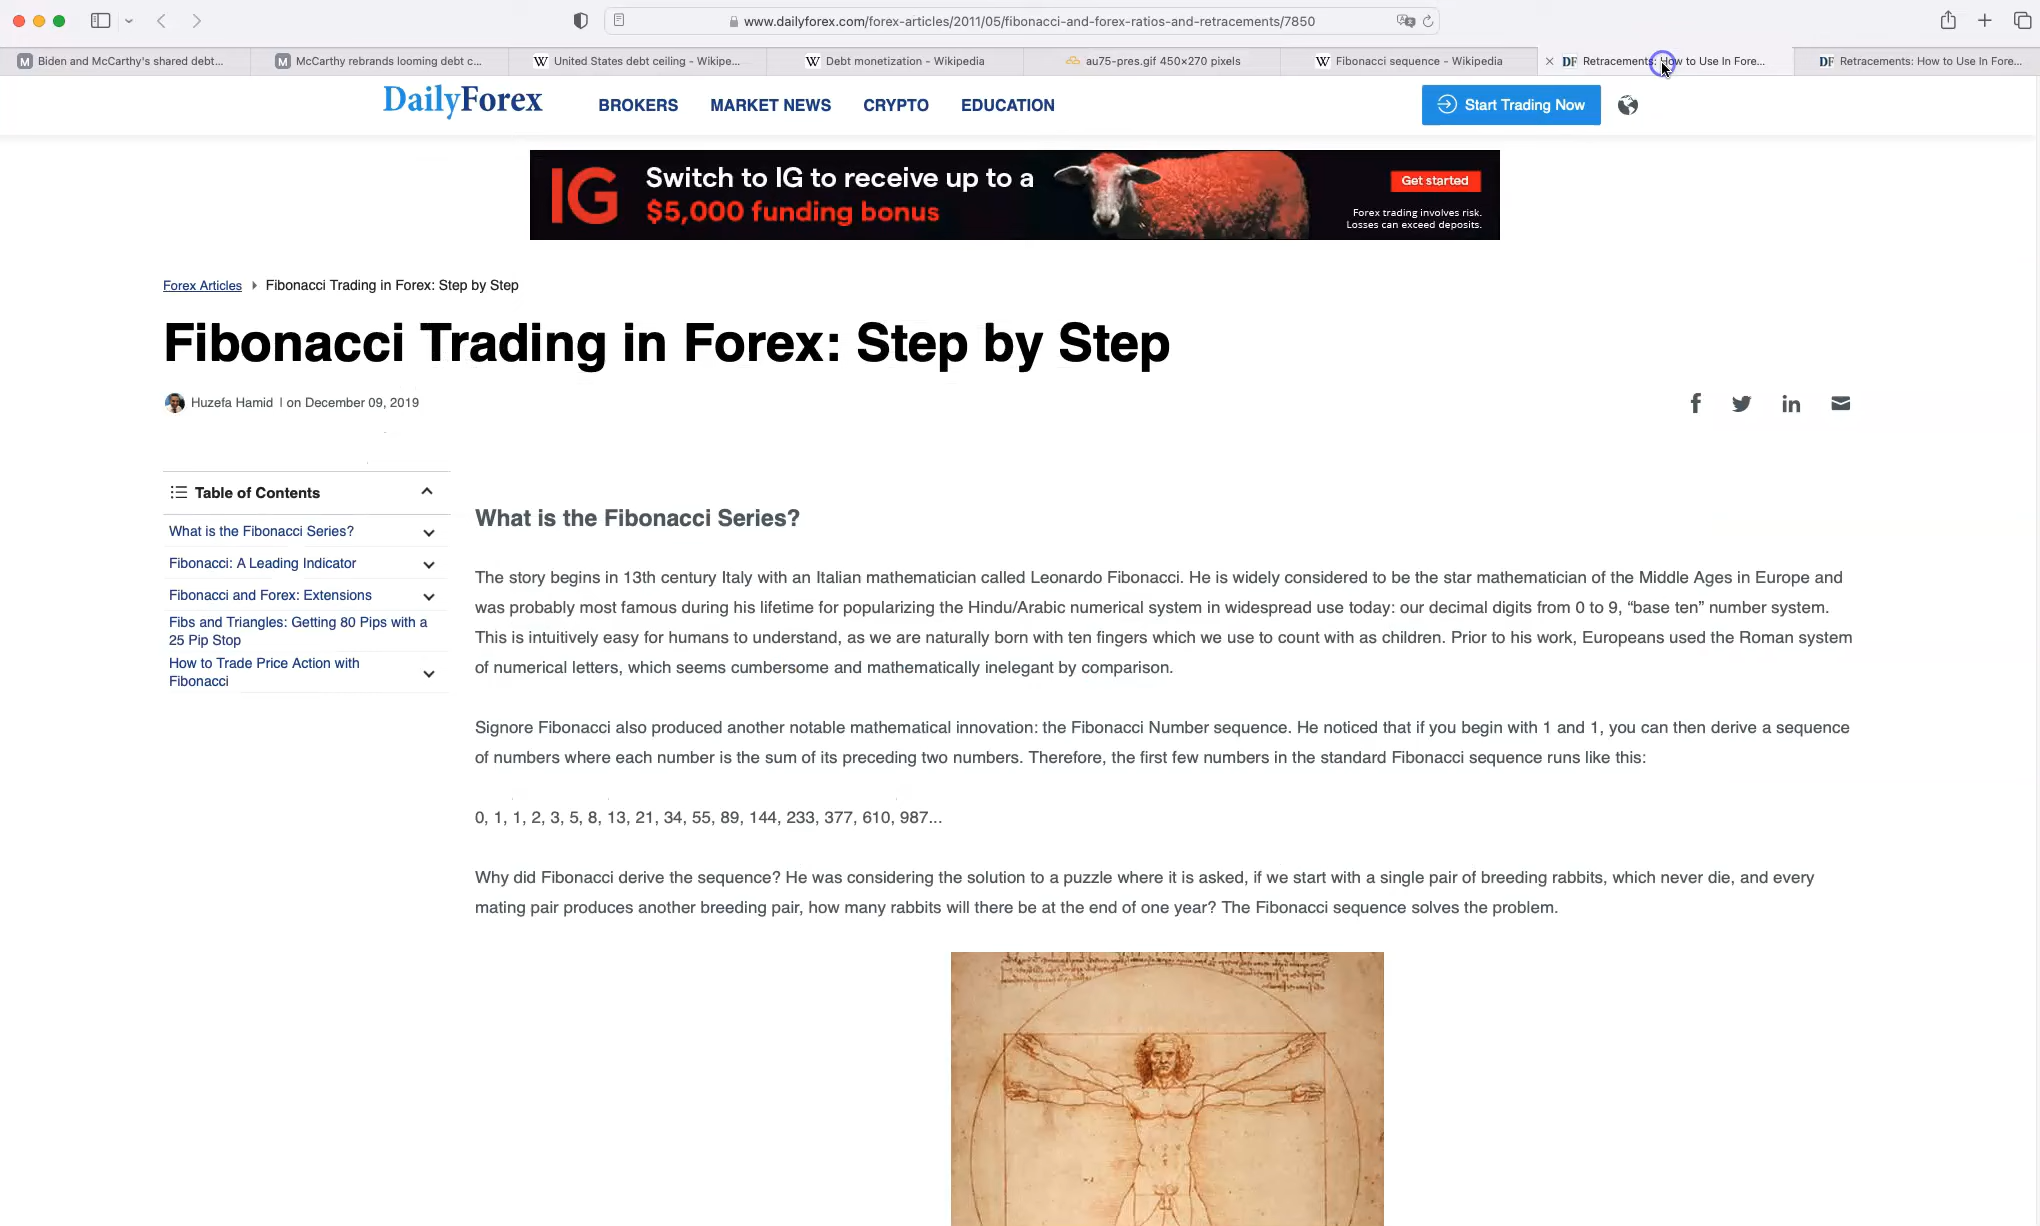 www.dailyforex.com/forex-articles/2011/05/fibonacci-and-forex-ratios-and-retracements/7850
Biden and McCarthy's shared debt...
McCarthy rebrands looming debt c...
United States debt ceiling - Wikipe...
Debt monetization - Wikipedia
au75-pres.gif 450×270 pixels
Fibonacci sequence - Wikipedia
Retracements: How to Use In Fore...
Retracements: How to Use In Fore...
DailyForex
BROKERS
MARKET NEWS
CRYPTO
EDUCATION
Start Trading Now
IG
Switch to IG to receive up to a
$5,000 funding bonus
Get started
Forex trading involves risk.
Losses can exceed deposits.
Forex Articles
Fibonacci Trading in Forex: Step by Step
Fibonacci Trading in Forex: Step by Step
Huzefa Hamid | on December 09, 2019
Table of Contents
What is the Fibonacci Series?
Fibonacci: A Leading Indicator
Fibonacci and Forex: Extensions
Fibs and Triangles: Getting 80 Pips with a
25 Pip Stop
How to Trade Price Action with
Fibonacci
What is the Fibonacci Series?
The story begins in 13th century Italy with an Italian mathematician called Leonardo Fibonacci. He is widely considered to be the star mathematician of the Middle Ages in Europe and
was probably most famous during his lifetime for popularizing the Hindu/Arabic numerical system in widespread use today: our decimal digits from 0 to 9, “base ten” number system.
This is intuitively easy for humans to understand, as we are naturally born with ten fingers which we use to count with as children. Prior to his work, Europeans used the Roman system
of numerical letters, which seems cumbersome and mathematically inelegant by comparison.
Signore Fibonacci also produced another notable mathematical innovation: the Fibonacci Number sequence. He noticed that if you begin with 1 and 1, you can then derive a sequence
of numbers where each number is the sum of its preceding two numbers. Therefore, the first few numbers in the standard Fibonacci sequence runs like this:
0, 1, 1, 2, 3, 5, 8, 13, 21, 34, 55, 89, 144, 233, 377, 610, 987...
Why did Fibonacci derive the sequence? He was considering the solution to a puzzle where it is asked, if we start with a single pair of breeding rabbits, which never die, and every
mating pair produces another breeding pair, how many rabbits will there be at the end of one year? The Fibonacci sequence solves the problem.